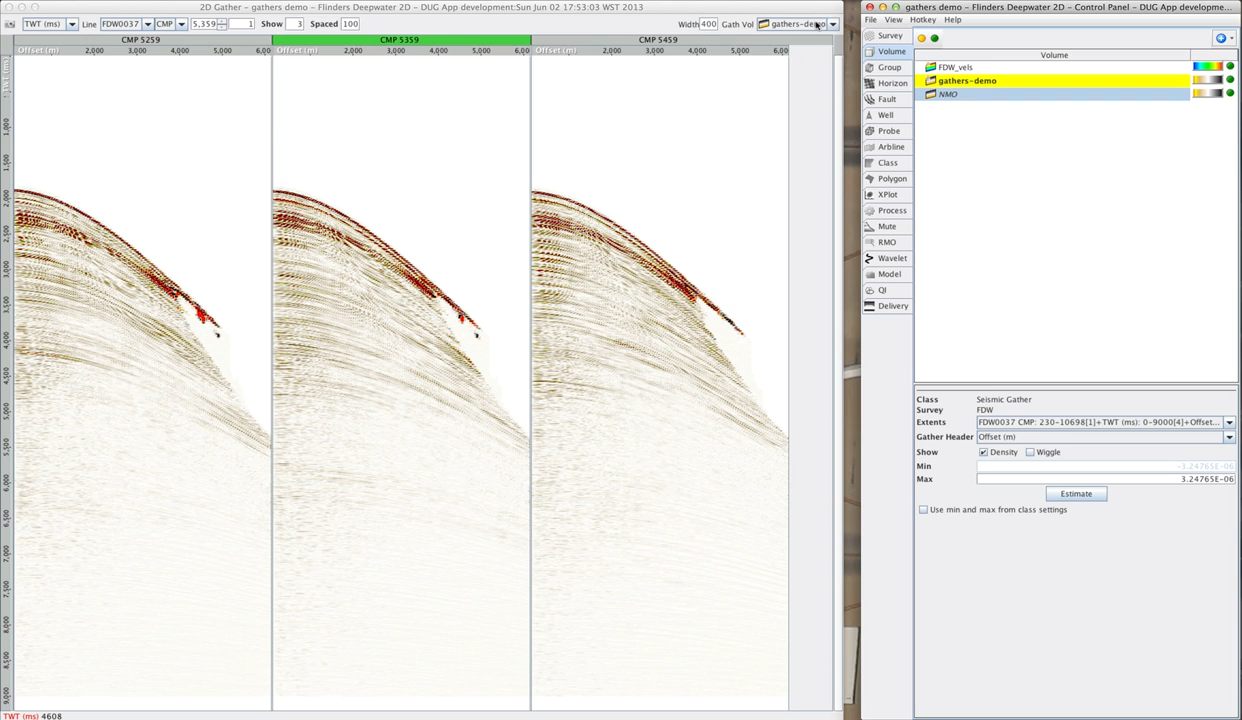 2D Gather – gathers demo – Flinders Deepwater 2D – DUG App development:Sun Jun 02 17:53:03 WST 2013
TWT (ms) Line FDW0037 CMP 5,359 1 Show 3 Spaced 100 Width 400 Gath Vol gathers-demo
CMP 5259 CMP 5359 CMP 5459
Offset (m) 2,000 3,000 4,000 5,000 6,00 Offset (m) 2,000 3,000 4,000 5,000 6,00 Offset (m) 2,000 3,000 4,000 5,000 6,00
TWT (ms)
1,000
1,500
2,000
2,500
3,000
3,500
4,000
4,500
5,000
5,500
6,000
6,500
7,000
7,500
8,000
8,500
9,000
TWT (ms) 4608
gathers demo – Flinders Deepwater 2D – Control Panel – DUG App developme...
File View Hotkey Help
Survey
Volume
Group
Horizon
Fault
Well
Probe
Arbline
Class
Polygon
XPlot
Process
Mute
RMO
Wavelet
Model
QI
Delivery
Volume
FDW_vels
gathers-demo
NMO
Class Seismic Gather
Survey FDW
Extents FDW0037 CMP: 230-10698[1]+TWT (ms): 0-9000[4]+Offset...
Gather Header Offset (m)
Show Density Wiggle
Min -3.24765E-06
Max 3.24765E-06
Estimate
Use min and max from class settings